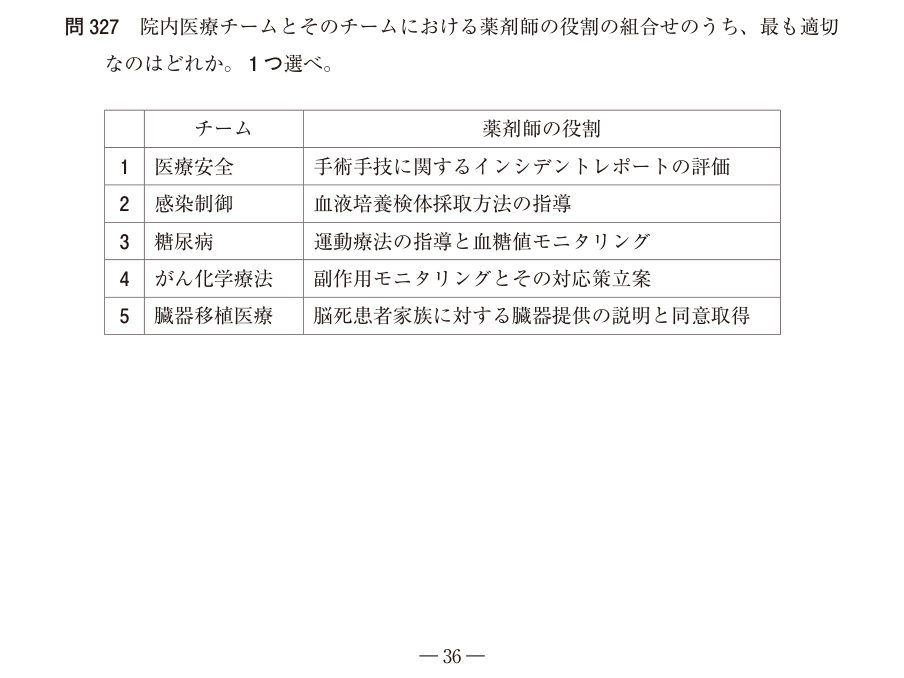 問 327 院内医療チームとそのチームにおける薬剤師の役割の組合せのうち、最も適切
なのはどれか。1つ選べ。
チーム 薬剤師の役割
1 医療安全 手術手技に関するインシデントレポートの評価
2 感染制御 血液培養検体採取方法の指導
3 糖尿病 運動療法の指導と血糖値モニタリング
4 がん化学療法 副作用モニタリングとその対応策立案
5 臓器移植医療 脳死患者家族に対する臓器提供の説明と同意取得
― 36 ―